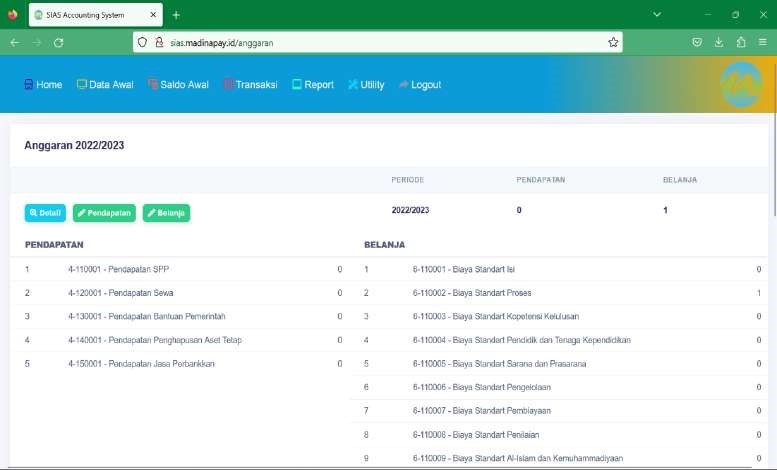 SIAS Accounting System
sias.madinapay.id/anggaran
Home Data Awal Saldo Awal Transaksi Report Utility Logout
Anggaran 2022/2023
PERIODE PENDAPATAN BELANJA
Detail Pendapatan Belanja 2022/2023 0 1
PENDAPATAN BELANJA
1 4-110001 - Pendapatan SPP 0 1 6-110001 - Biaya Standart Isi 0
2 4-120001 - Pendapatan Sewa 0 2 6-110002 - Biaya Standart Proses 1
3 4-130001 - Pendapatan Bantuan Pemerintah 0 3 6-110003 - Biaya Standart Kopetensi Kelulusan 0
4 4-140001 - Pendapatan Penghapusan Aset Tetap 0 4 6-110004 - Biaya Standart Pendidik dan Tenaga Kependidikan 0
5 4-150001 - Pendapatan Jasa Perbankkan 0 5 6-110005 - Biaya Standart Sarana dan Prasarana 0
6 6-110006 - Biaya Standart Pengelolaan 0
7 6-110007 - Biaya Standart Pembiayaan 0
8 6-110008 - Biaya Standart Penilaian 0
9 6-110009 - Biaya Standart Al-Islam dan Kemuhammadiyaan 0